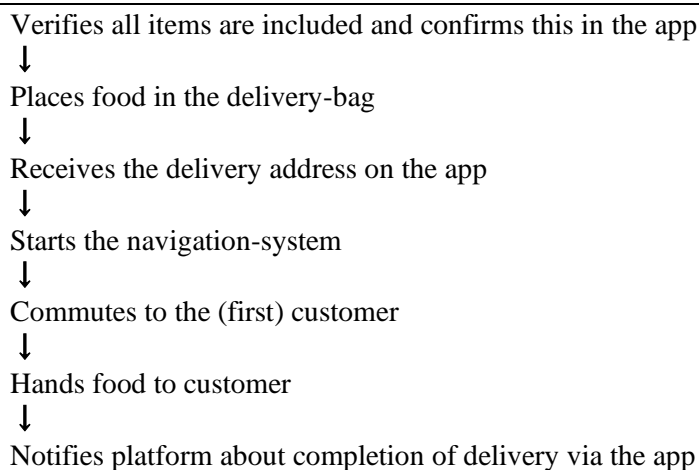 Verifies all items are included and confirms this in the app
↓
Places food in the delivery-bag
↓
Receives the delivery address on the app
↓
Starts the navigation-system
↓
Commutes to the (first) customer
↓
Hands food to customer
↓
Notifies platform about completion of delivery via the app